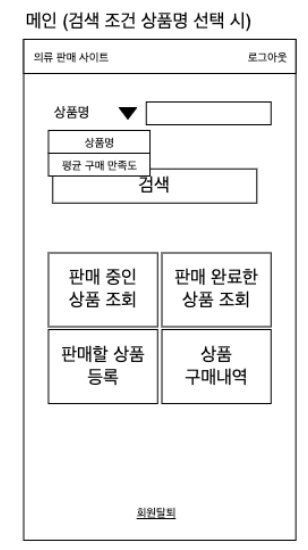 메인 (검색 조건 상품명 선택 시)
의류 판매 사이트 로그아웃
상품명
상품명
평균 구매 만족도
검색
판매 중인
상품 조회
판매 완료한
상품 조회
판매할 상품
등록
상품
구매내역
회원탈퇴